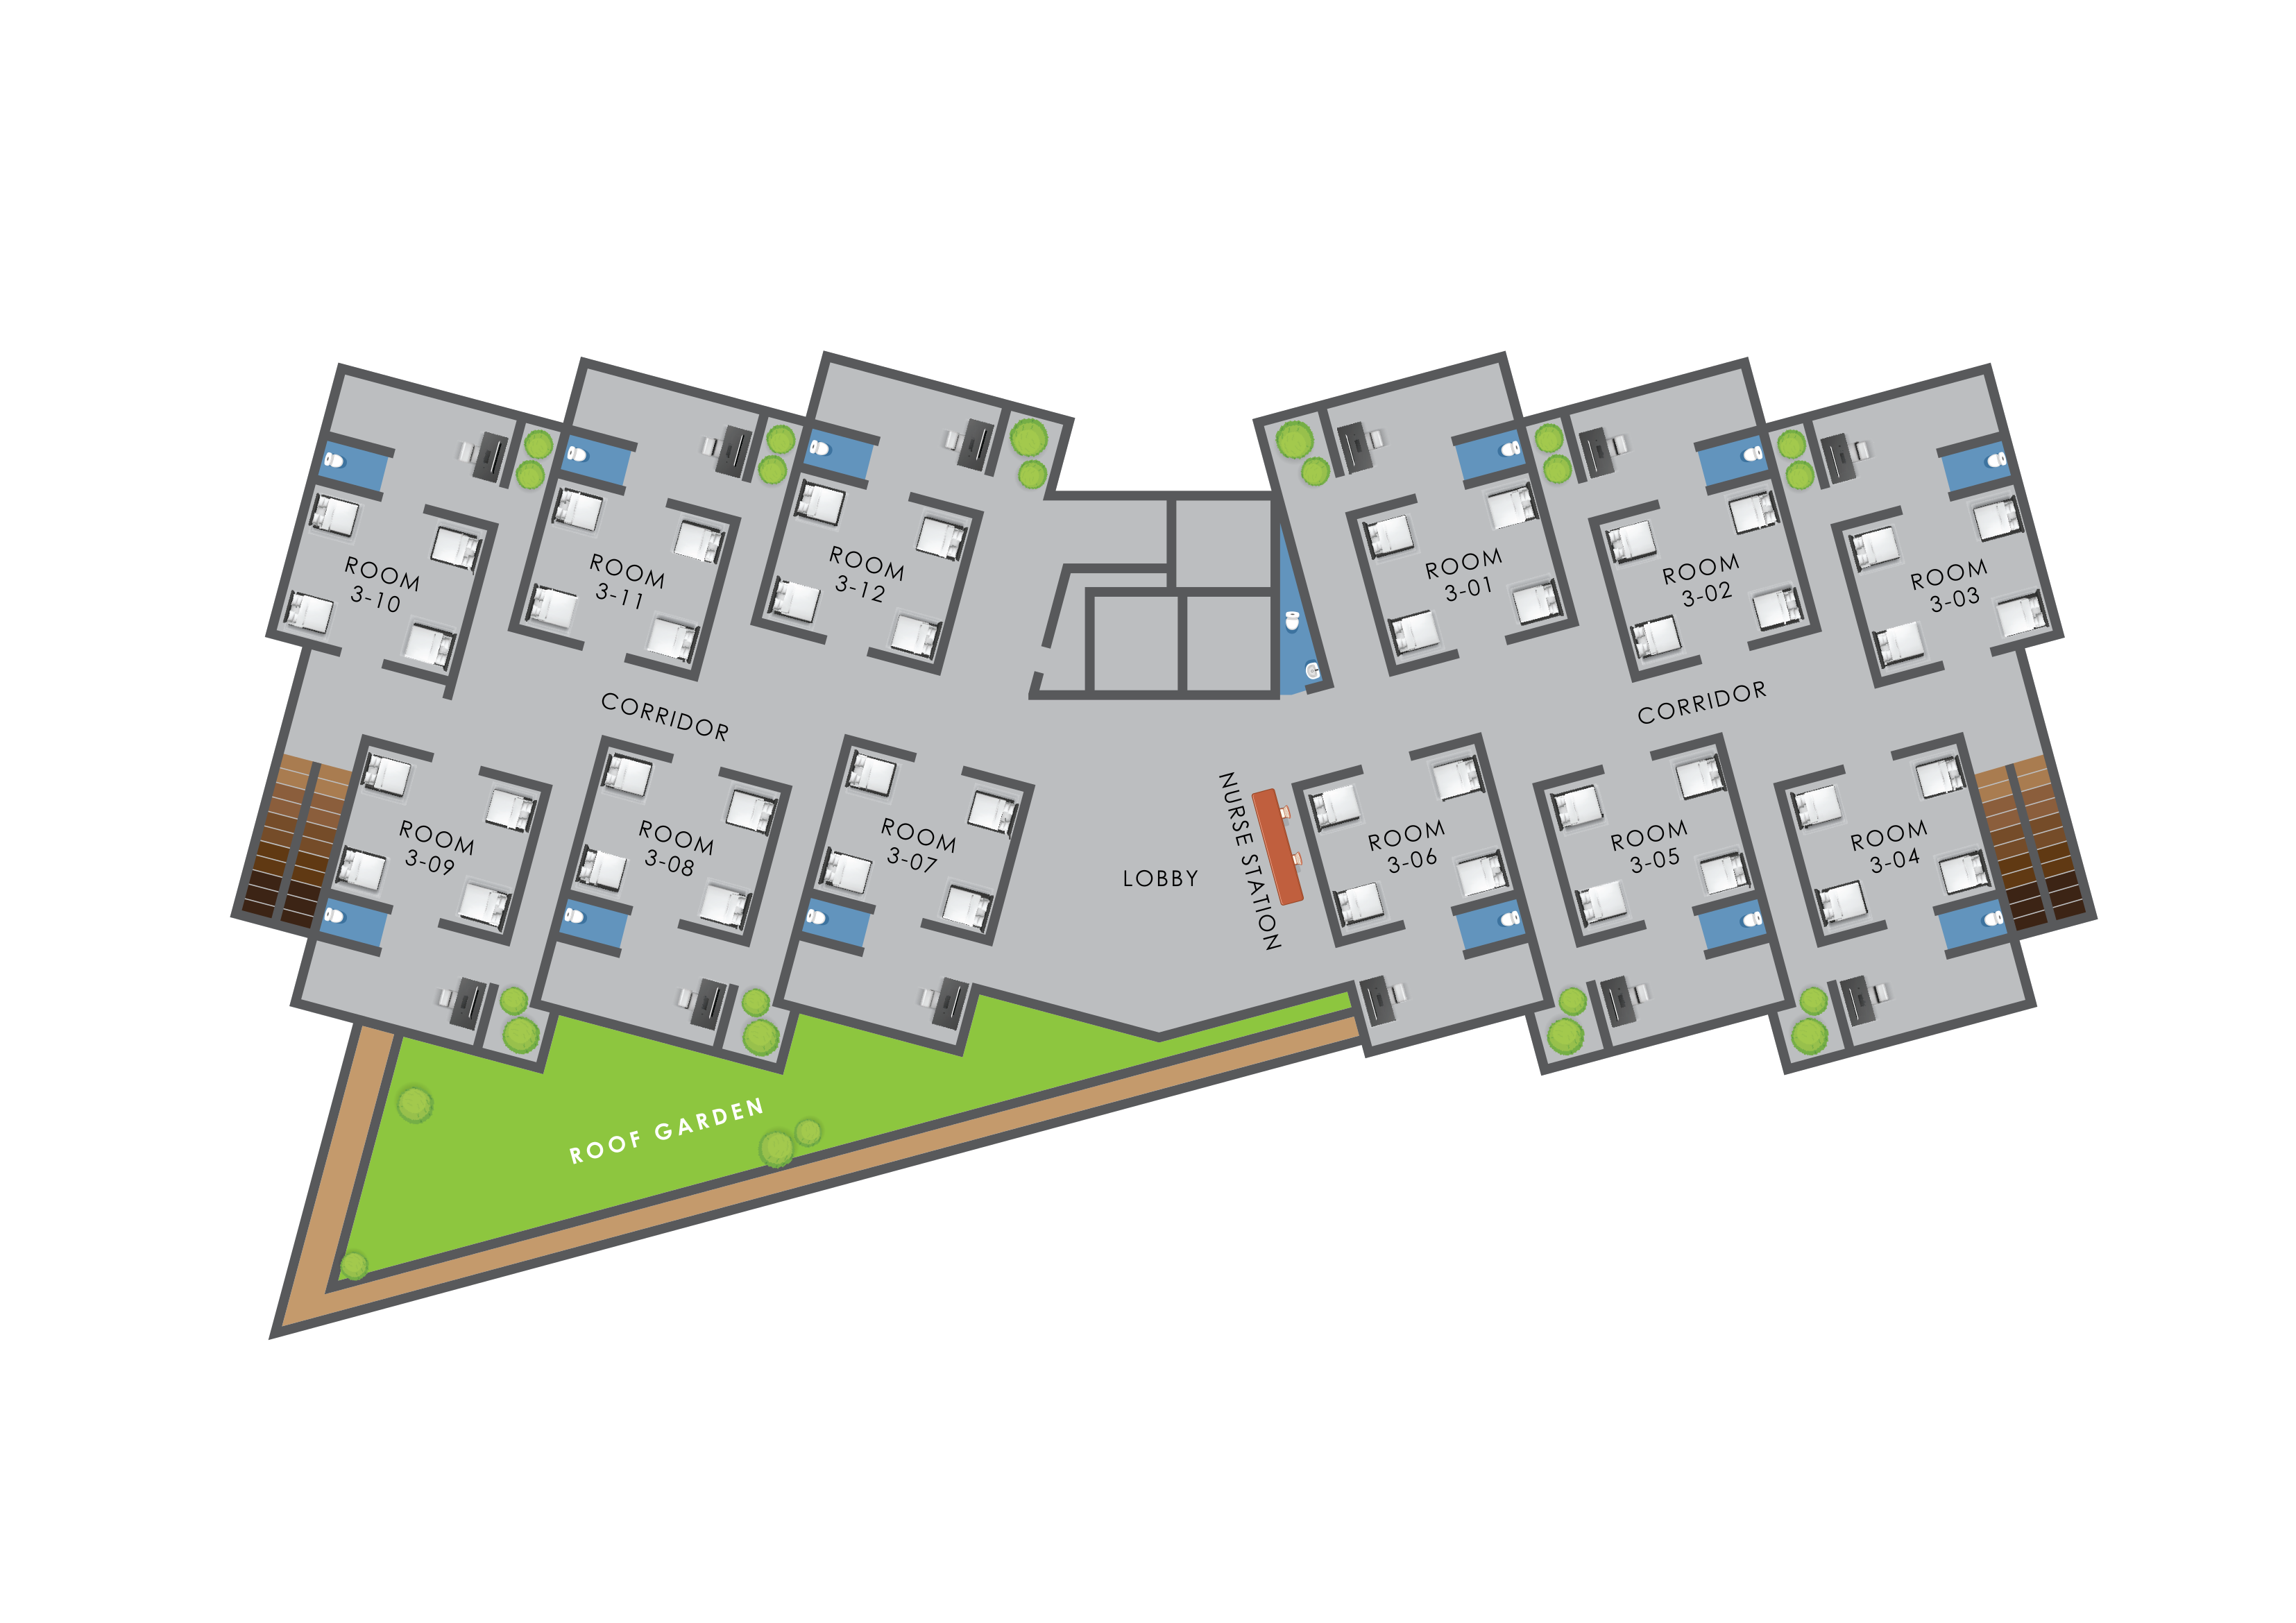 ROOM
3-10
ROOM
3-11
ROOM
3-12
ROOM
3-01
ROOM
3-02
ROOM
3-03
CORRIDOR
CORRIDOR
ROOM
3-09
ROOM
3-08
ROOM
3-07
LOBBY
NURSE STATION
ROOM
3-06
ROOM
3-05
ROOM
3-04
ROOF GARDEN